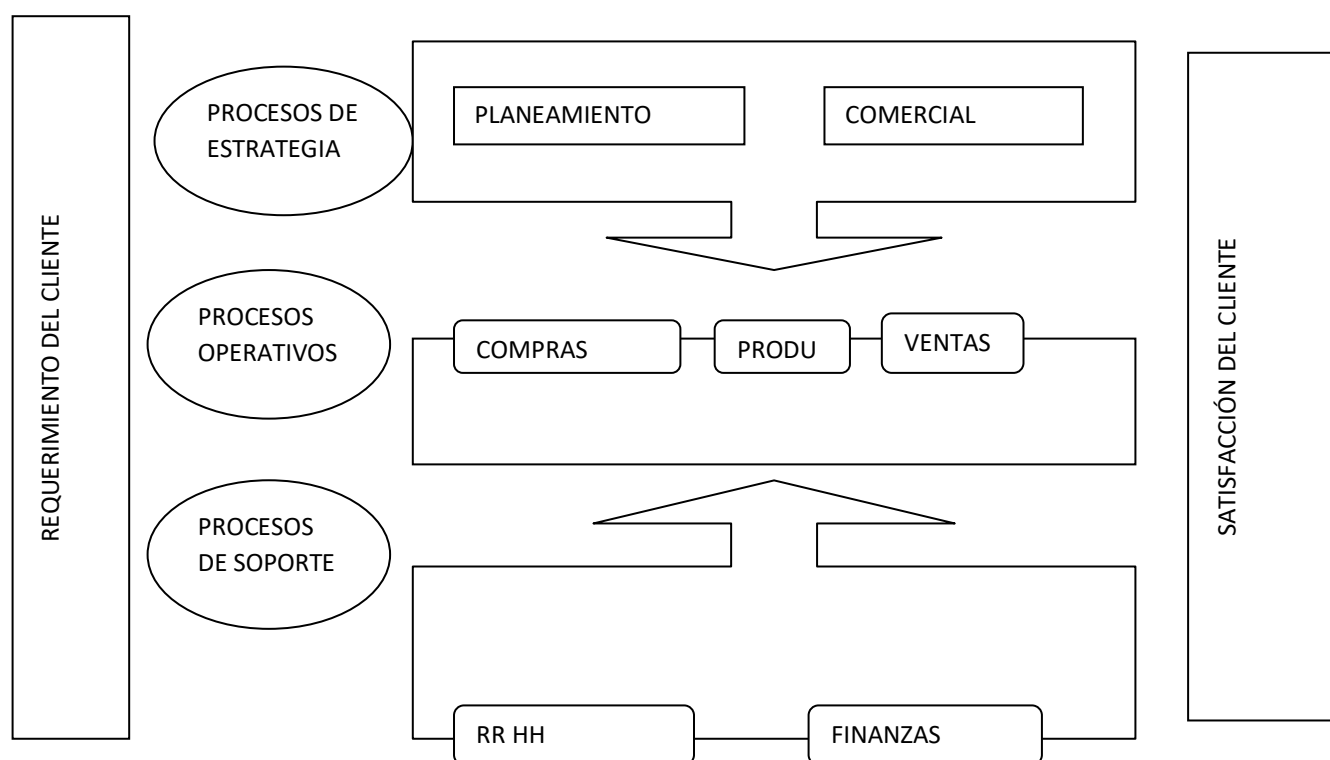 REQUERIMIENTO DEL CLIENTE
PROCESOS DE
ESTRATEGIA
PLANEAMIENTO
COMERCIAL
PROCESOS
OPERATIVOS
COMPRAS
PRODU
VENTAS
PROCESOS
DE SOPORTE
RR HH
FINANZAS
SATISFACCIÓN DEL CLIENTE